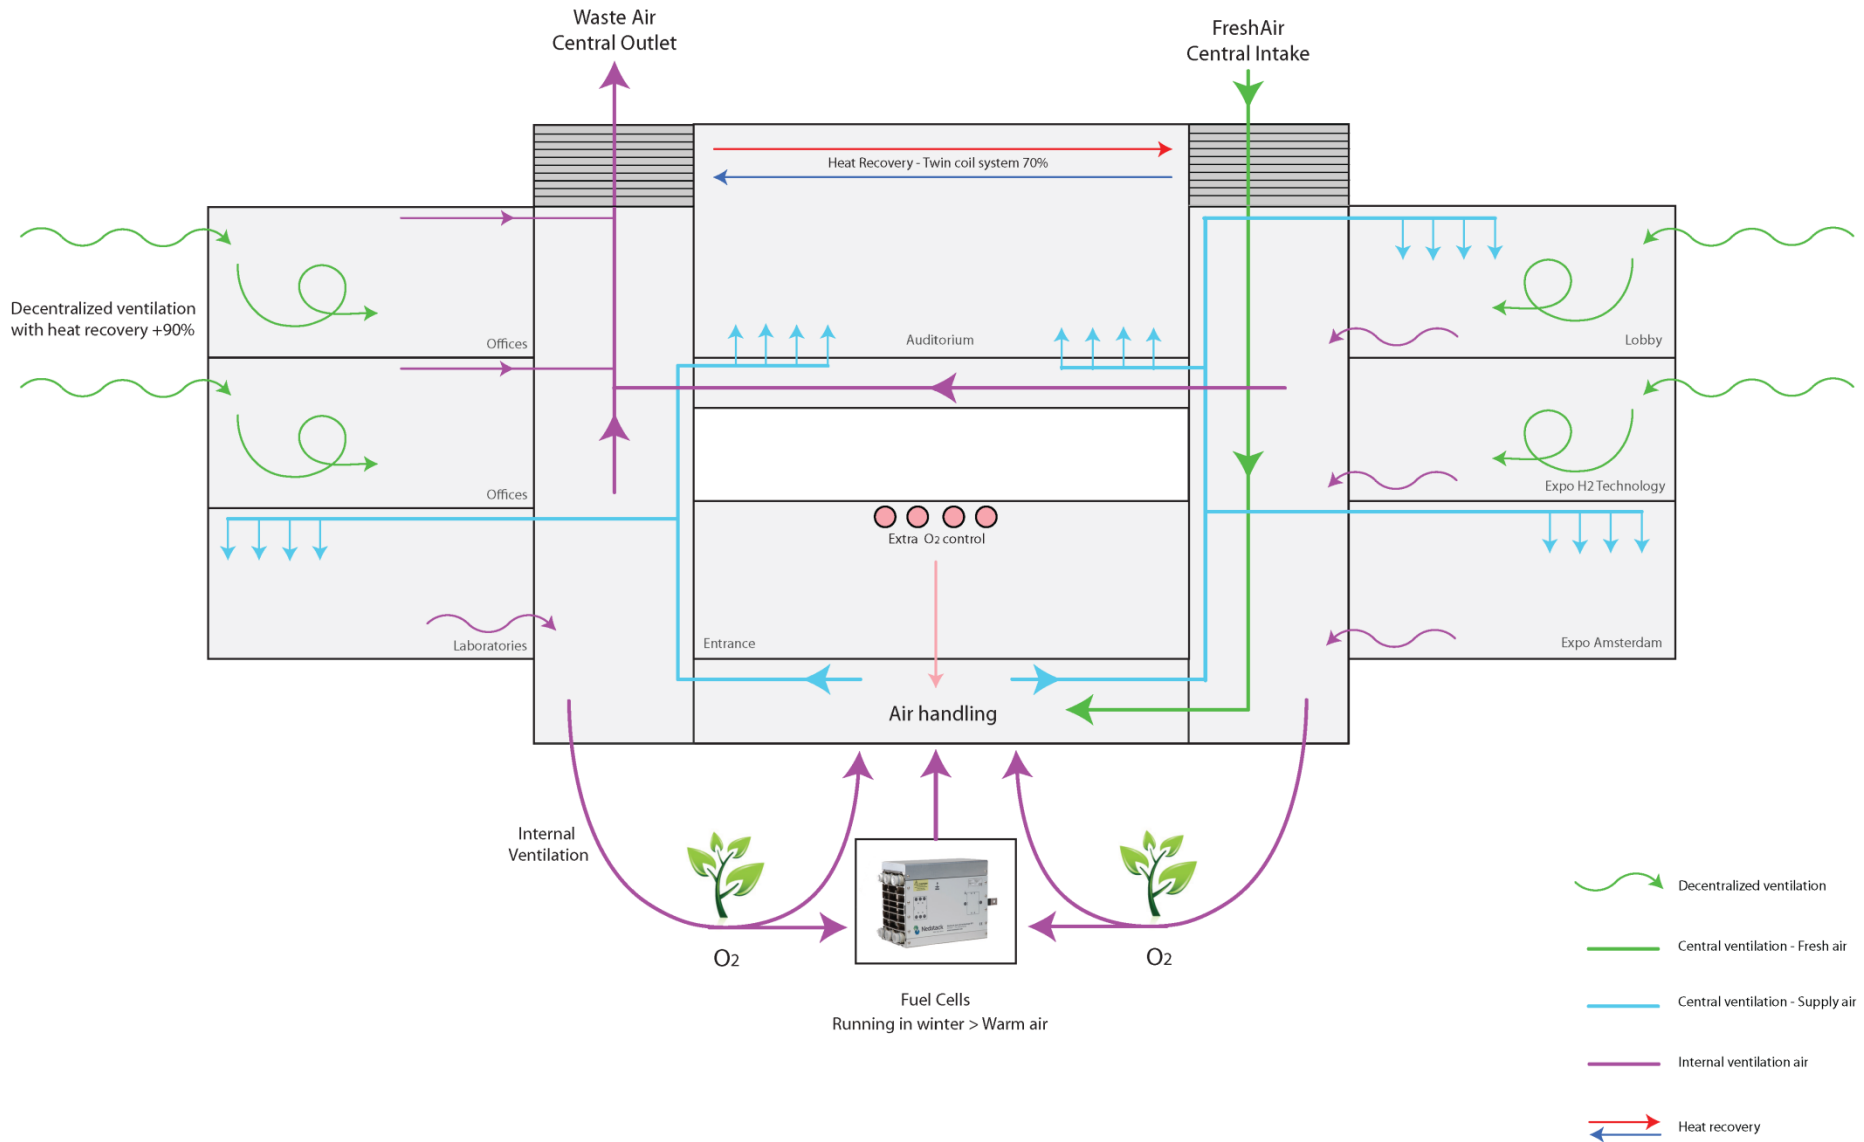 Waste Air
Central Outlet
FreshAir
Central Intake
Heat Recovery - Twin coil system 70%
Decentralized ventilation
with heat recovery +90%
Offices
Auditorium
Lobby
Offices
Expo H2 Technology
Extra O2 control
Laboratories
Entrance
Expo Amsterdam
Air handling
Internal
Ventilation
O2
Nedstack
O2
Fuel Cells
Running in winter > Warm air
Decentralized ventilation
Central ventilation - Fresh air
Central ventilation - Supply air
Internal ventilation air
Heat recovery